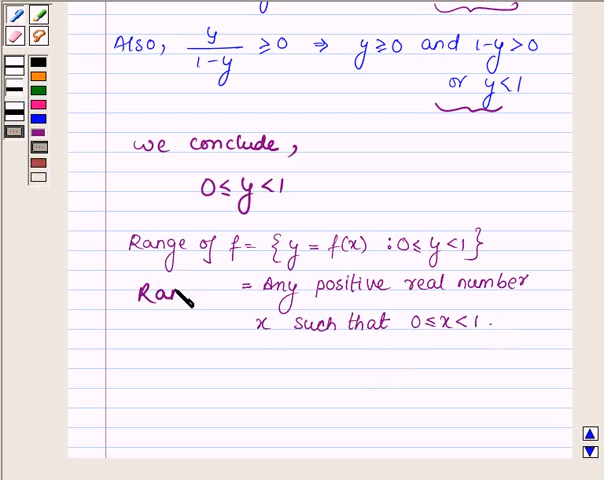 Also, y/(1-y) ≥ 0 ⇒ y ≥ 0 and 1-y > 0
or y < 1
we conclude,
0 ≤ y < 1
Range of f = { y = f(x) : 0 ≤ y < 1 }
= Any positive real number
Ran
x such that 0 ≤ x < 1.